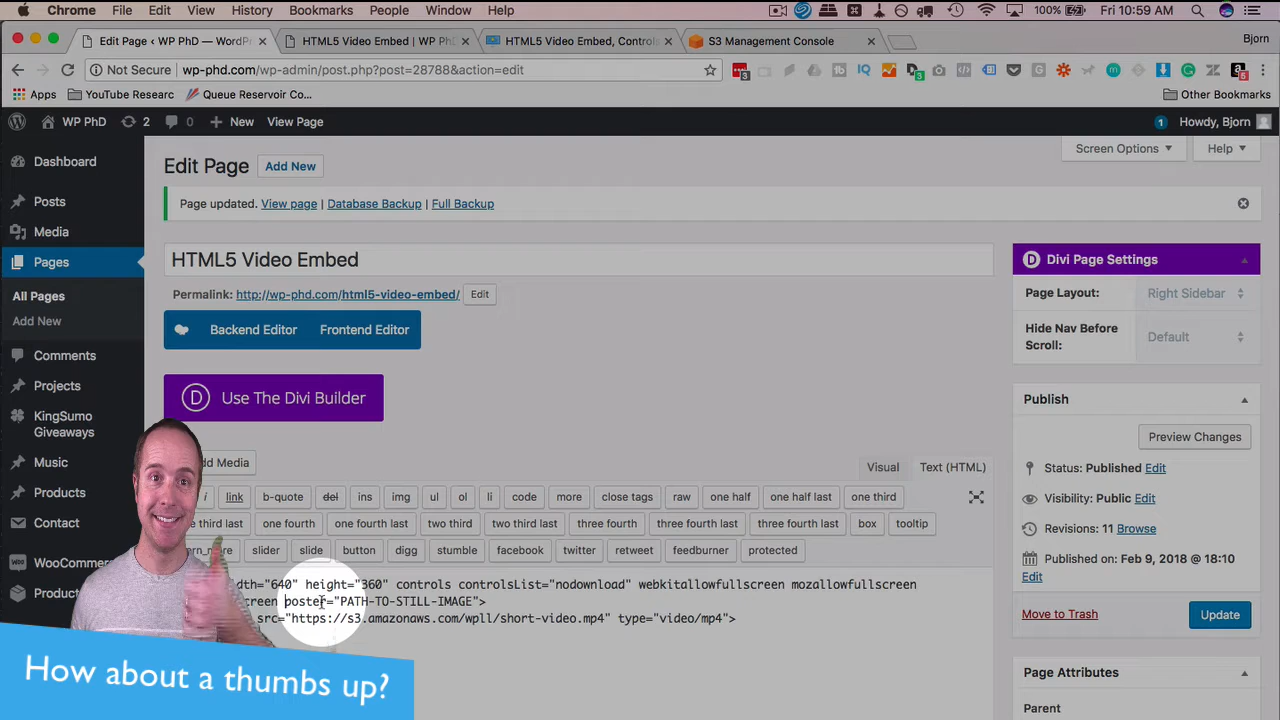 Chrome File Edit View History Bookmarks People Window Help 100% Fri 10:59 AM
Edit Page ‹ WP PhD — WordPr HTML5 Video Embed | WP PhD HTML5 Video Embed, Controls S3 Management Console Bjorn
Not Secure wp-phd.com/wp-admin/post.php?post=28788&action=edit
Apps YouTube Researc Queue Reservoir Co... Other Bookmarks
WP PhD 2 0 New View Page 1 Howdy, Bjorn
Dashboard
Posts
Media
Pages
All Pages
Add New
Comments
Projects
KingSumo
Giveaways
Music
Products
Contact
WooComme
Produc
Screen Options Help
Edit Page Add New
Page updated. View page | Database Backup | Full Backup
HTML5 Video Embed
Permalink: http://wp-phd.com/html5-video-embed/ Edit
Backend Editor Frontend Editor
D Use The Divi Builder
dd Media
Visual Text (HTML)
i link b-quote del ins img ul ol li code more close tags raw one half one half last one third
e third last one fourth one fourth last two third two third last three fourth three fourth last three fourth last box tooltip
slider slide button digg stumble facebook twitter retweet feedburner protected
dth="640" height="360" controls controlsList="nodownload" webkitallowfullscreen mozallowfullscreen
creen poster="PATH-TO-STILL-IMAGE">
src="https://s3.amazonaws.com/wpll/short-video.mp4" type="video/mp4">
D Divi Page Settings
Page Layout: Right Sidebar
Hide Nav Before
Scroll: Default
Publish
Preview Changes
Status: Published Edit
Visibility: Public Edit
Revisions: 11 Browse
Published on: Feb 9, 2018 @ 18:10
Edit
Move to Trash Update
Page Attributes
Parent
How about a thumbs up?